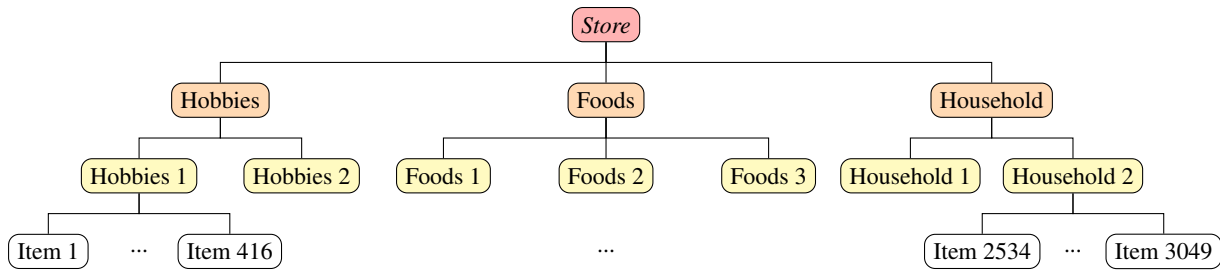 Store
Hobbies Foods Household
Hobbies 1 Hobbies 2 Foods 1 Foods 2 Foods 3 Household 1 Household 2
Item 1 ... Item 416 ... Item 2534 ... Item 3049